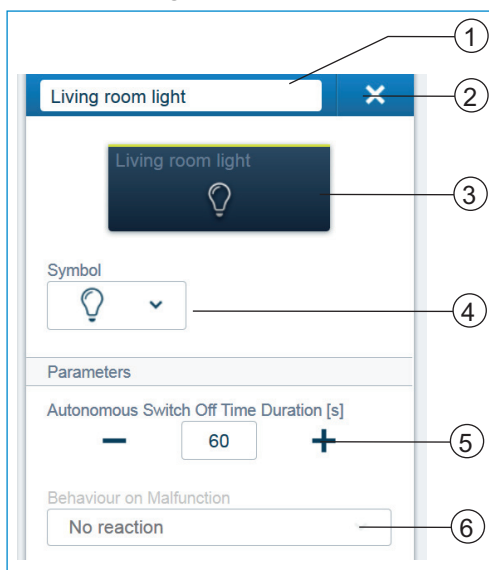 1
Living room light
2
Living room light
3
Symbol
4
Parameters
Autonomous Switch Off Time Duration [s]
60
5
Behaviour on Malfunction
No reaction
6